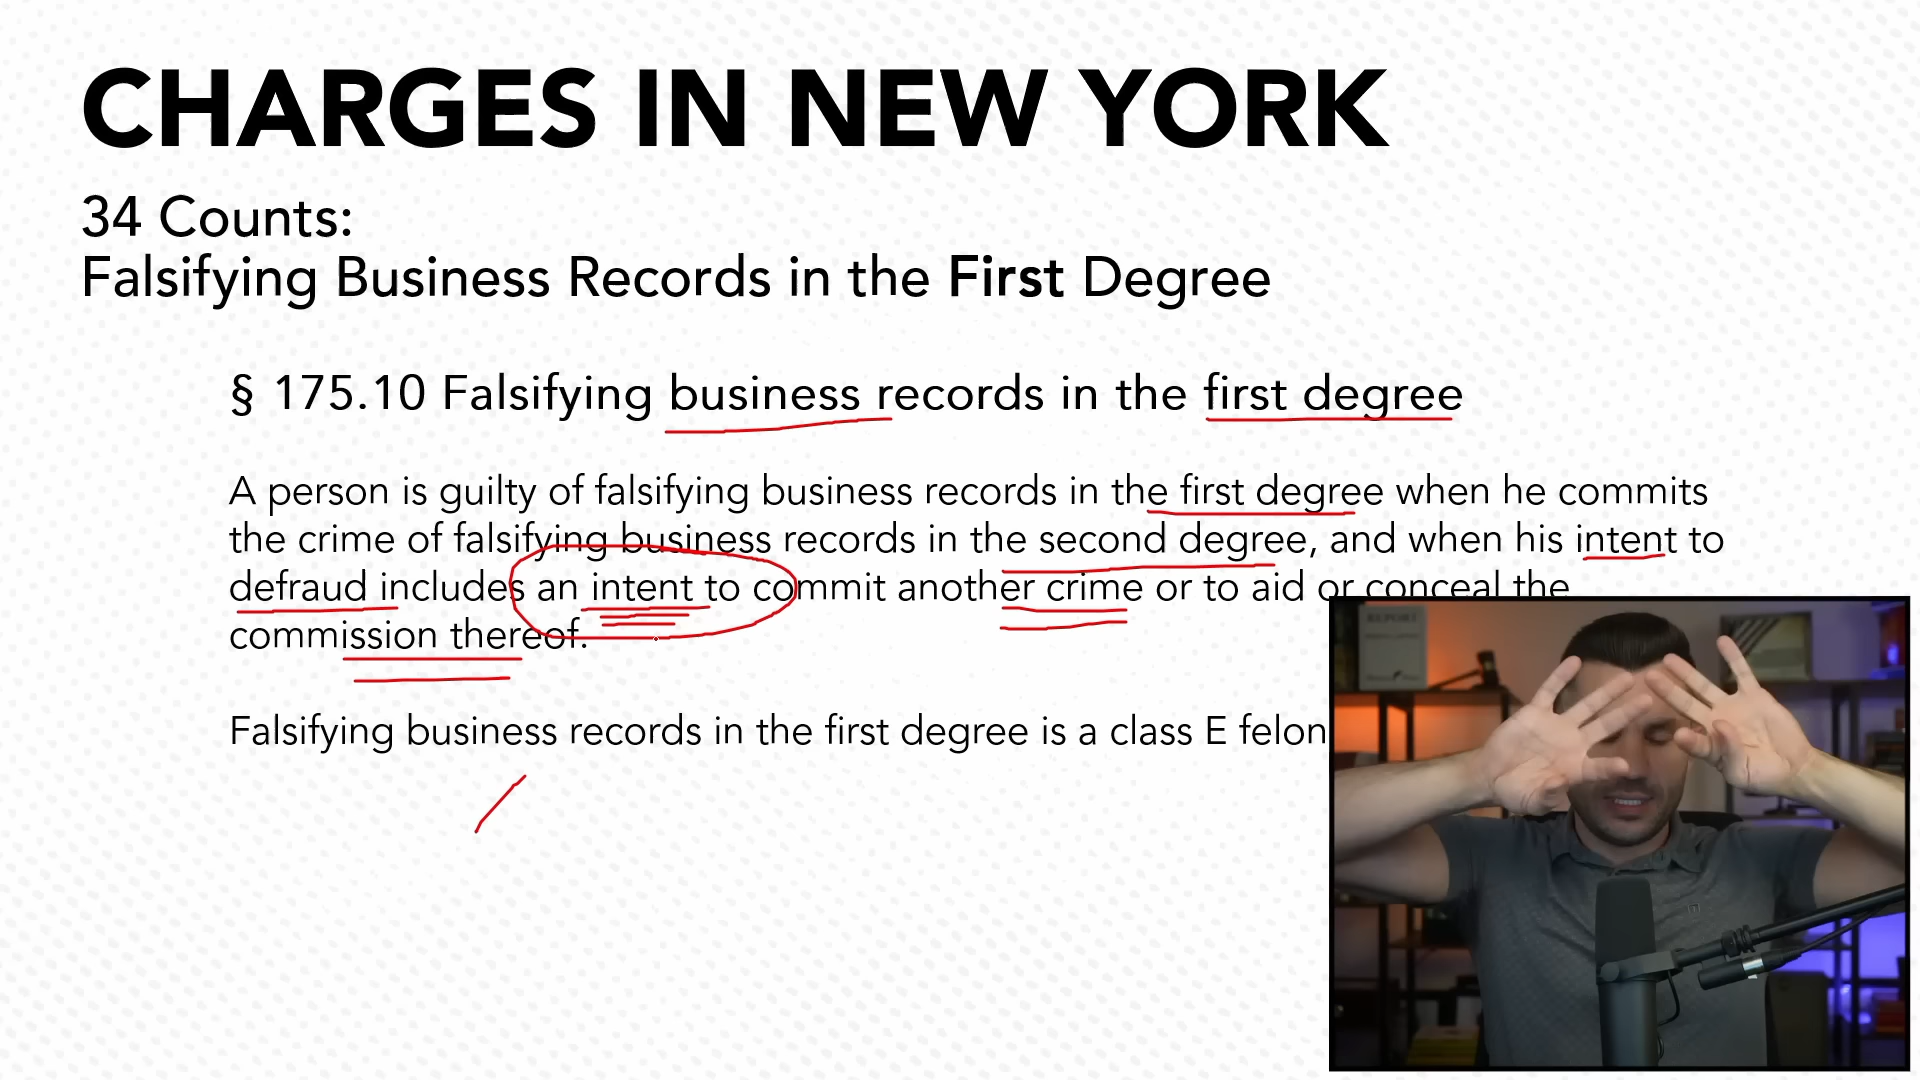 CHARGES IN NEW YORK
34 Counts:
Falsifying Business Records in the First Degree
§ 175.10 Falsifying business records in the first degree
A person is guilty of falsifying business records in the first degree when he commits
the crime of falsifying business records in the second degree, and when his intent to
defraud includes an intent to commit another crime or to aid or conceal the
commission thereof.
Falsifying business records in the first degree is a class E felon
REPORT